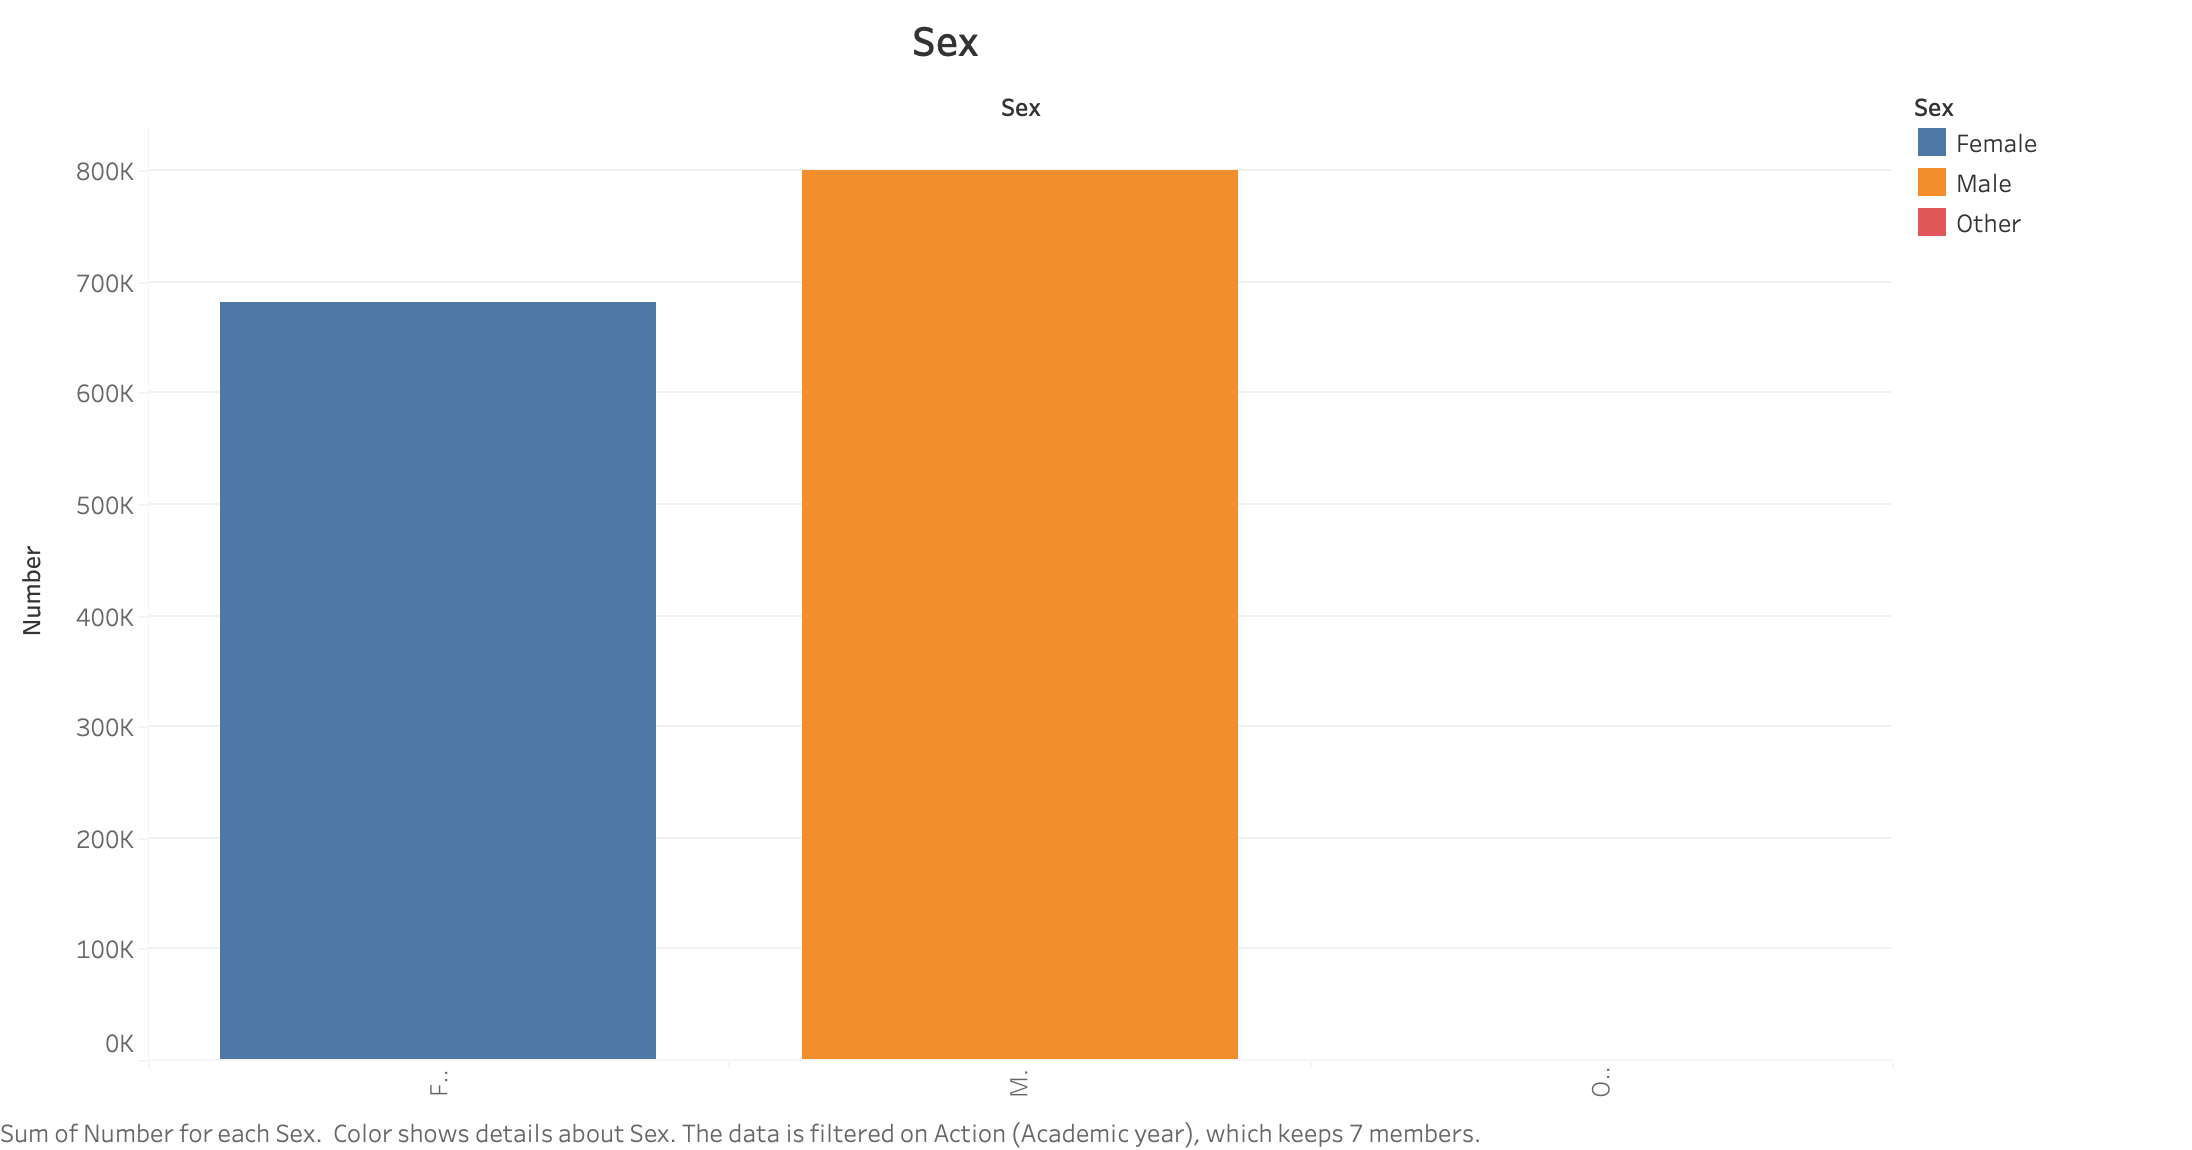 Sex
Sex
Sex
Female
Male
Other
800K
700K
600K
500K
400K
300K
200K
100K
0K
Number
F..
M.
O..
Sum of Number for each Sex.  Color shows details about Sex. The data is filtered on Action (Academic year), which keeps 7 members.